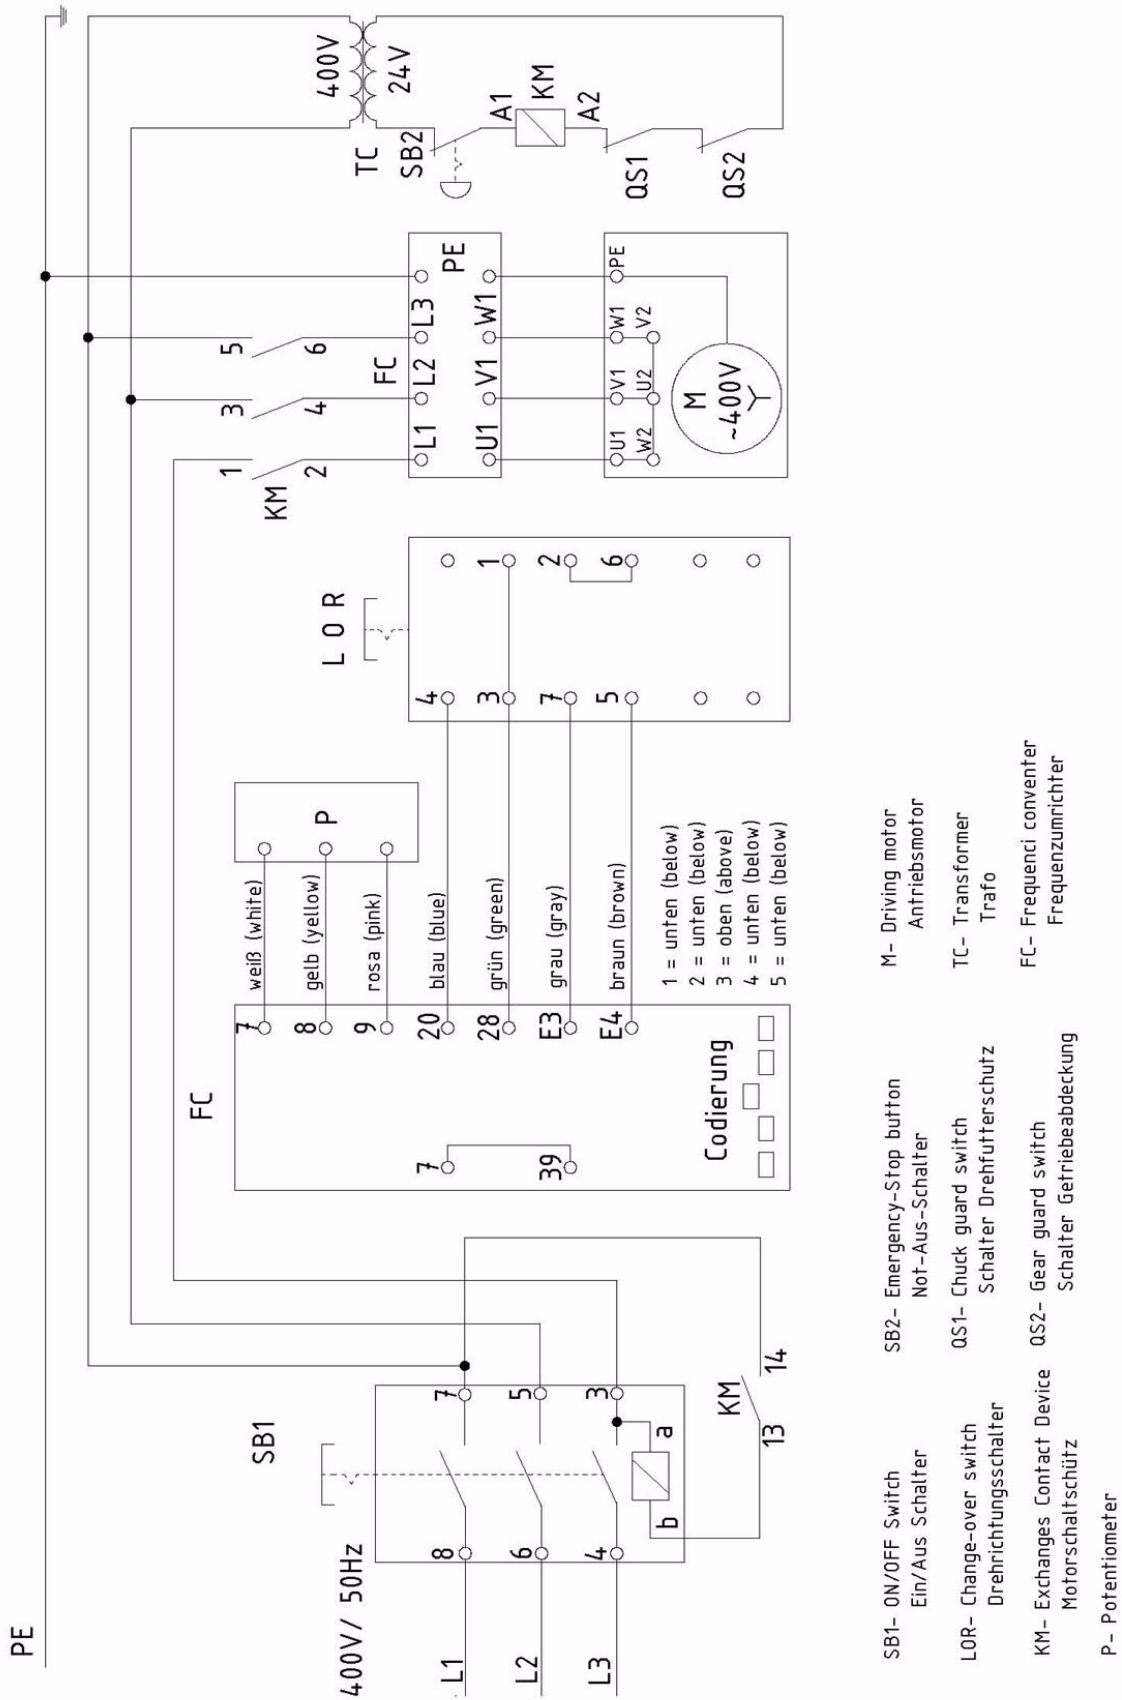 PE
400V/ 50Hz
L1
L2
L3
SB1
8
7
6
5
4
3
b
a
KM
13
14
FC
7
39
Codierung
7
8
9
20
28
E3
E4
weiß (white)
gelb (yellow)
rosa (pink)
blau (blue)
grün (green)
grau (gray)
braun (brown)
P
1 = unten (below)
2 = unten (below)
3 = oben (above)
4 = unten (below)
5 = unten (below)
L O R
4
3
7
5
1
2
6
KM
1
2
3
4
5
6
FC
L1
L2
L3
PE
U1
V1
W1
U1
V1
W1
PE
W2
U2
V2
M
~400V
TC
400V
24V
SB2
A1
KM
A2
QS1
QS2
SB1- ON/OFF Switch
Ein/Aus Schalter
LOR- Change-over switch
Drehrichtungsschalter
KM- Exchanges Contact Device
Motorschaltschütz
P- Potentiometer
SB2- Emergency-Stop button
Not-Aus-Schalter
QS1- Chuck guard switch
Schalter Drehfutterschutz
QS2- Gear guard switch
Schalter Getriebeabdeckung
M- Driving motor
Antriebsmotor
TC- Transformer
Trafo
FC- Frequenci conventer
Frequenzumrichter